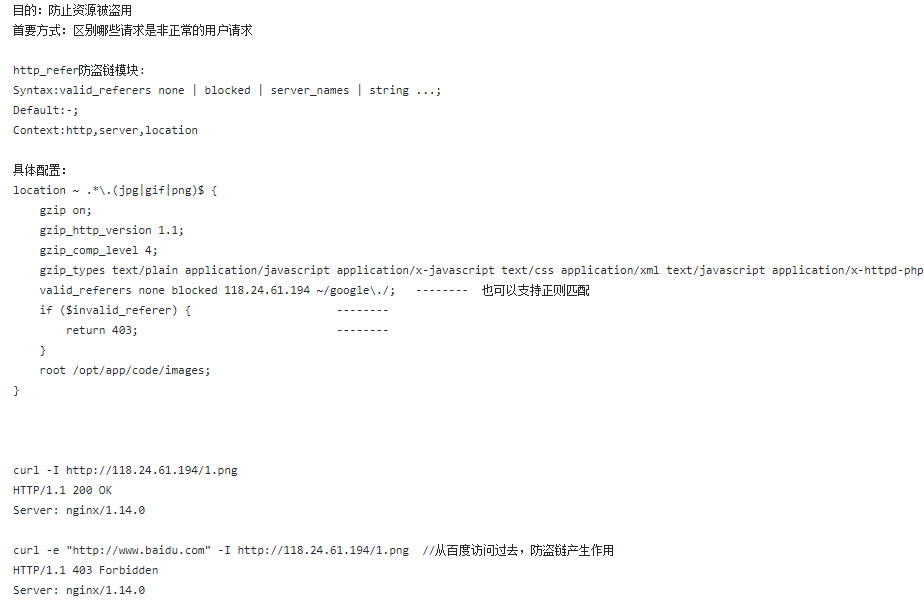 目的：防止资源被盗用
首要方式：区别哪些请求是非正常的用户请求
http_refer防盗链模块：
Syntax:valid_referers none | blocked | server_names | string ...;
Default:-;
Context:http,server,location
具体配置：
location ~ .*\.(jpg|gif|png)$ {
    gzip on;
    gzip_http_version 1.1;
    gzip_comp_level 4;
    gzip_types text/plain application/javascript application/x-javascript text/css application/xml text/javascript application/x-httpd-php
    valid_referers none blocked 118.24.61.194 ~/google\./;   --------  也可以支持正则匹配
    if ($invalid_referer) {                      --------
        return 403;                              --------
    }
    root /opt/app/code/images;
}
curl -I http://118.24.61.194/1.png
HTTP/1.1 200 OK
Server: nginx/1.14.0
curl -e "http://www.baidu.com" -I http://118.24.61.194/1.png  //从百度访问过去，防盗链产生作用
HTTP/1.1 403 Forbidden
Server: nginx/1.14.0